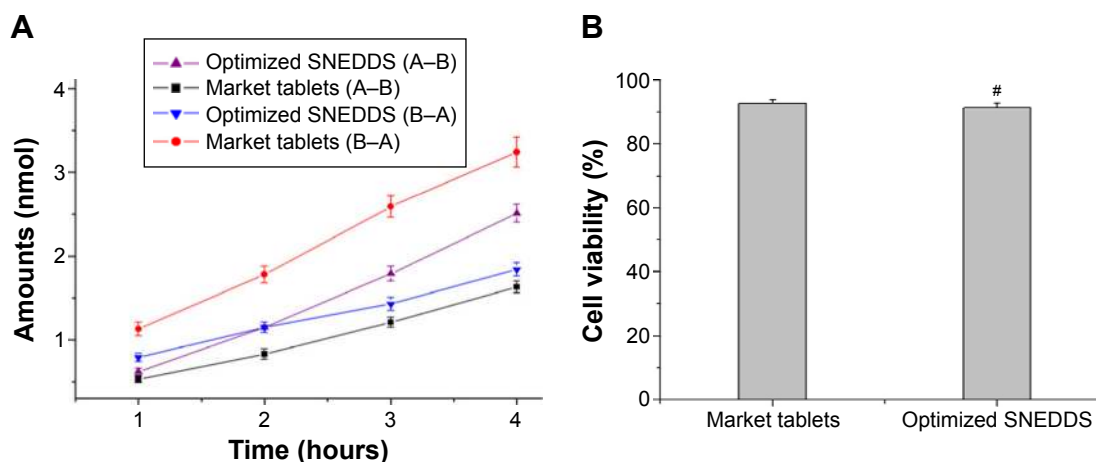 A
Optimized SNEDDS (A–B)
Market tablets (A–B)
Optimized SNEDDS (B–A)
Market tablets (B–A)
Amounts (nmol)
4
3
2
1
1 2 3 4
Time (hours)
B
Cell viability (%)
100
80
60
40
20
0
#
Market tablets Optimized SNEDDS